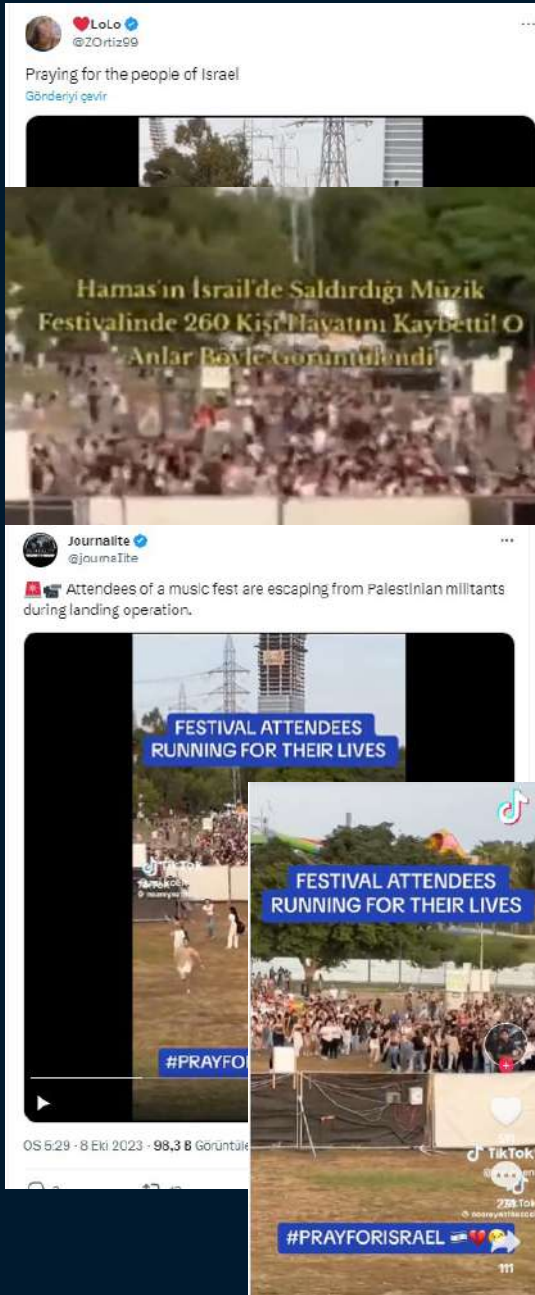 LoLo
@ZOrtiz99
Praying for the people of Israel
Gönderiyi çevir
Hamas'ın İsrail'de Saldırdığı Müzik
Festivalinde 260 Kişi Hayatını Kaybetti! O
Anlar Böyle Görüntülendi!
Journalite
@journalite
Attendees of a music fest are escaping from Palestinian militants
during landing operation.
FESTIVAL ATTENDEES
RUNNING FOR THEIR LIVES
TikTok
#PRAYFO
ÖS 5:29 · 8 Eki 2023 · 98,3 B Görüntüle
FESTIVAL ATTENDEES
RUNNING FOR THEIR LIVES
TikTok
#PRAYFORISRAEL
111